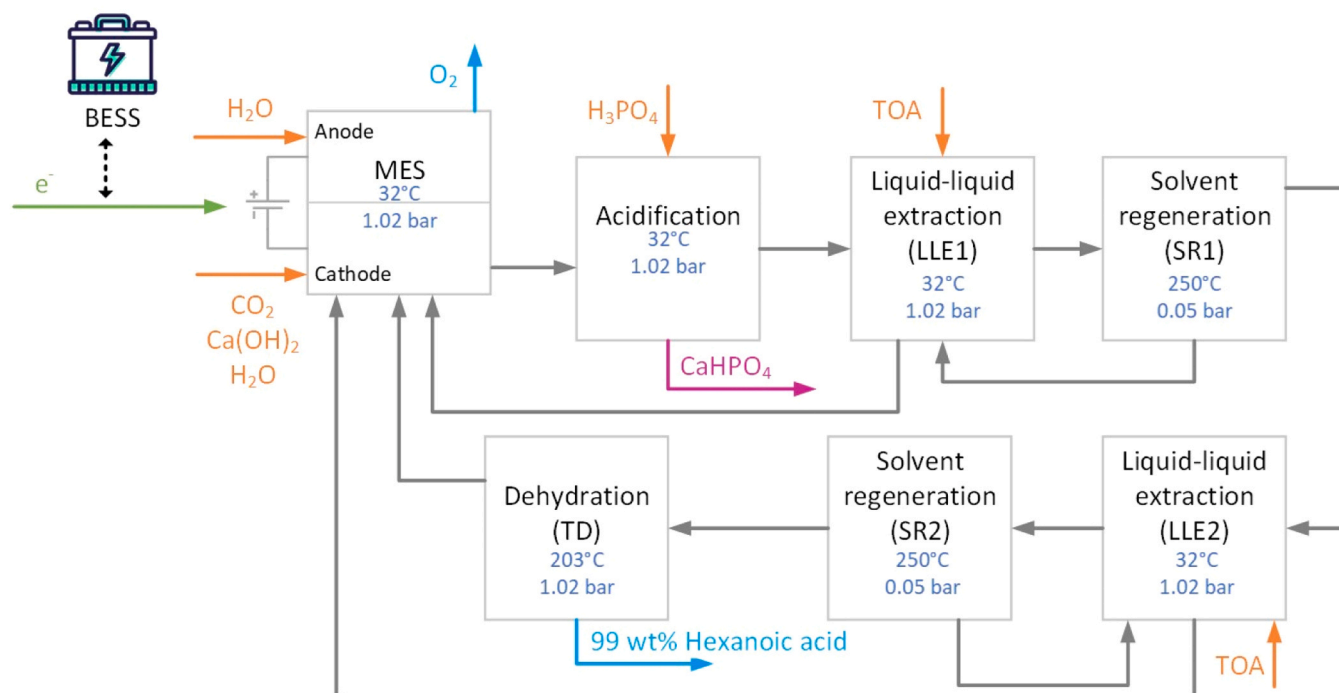 BESS
e⁻
H₂O
Anode
MES
32°C
1.02 bar
Cathode
+
−
CO₂
Ca(OH)₂
H₂O
O₂
H₃PO₄
Acidification
32°C
1.02 bar
CaHPO₄
TOA
Liquid-liquid
extraction
(LLE1)
32°C
1.02 bar
Solvent
regeneration
(SR1)
250°C
0.05 bar
Dehydration
(TD)
203°C
1.02 bar
99 wt% Hexanoic acid
Solvent
regeneration
(SR2)
250°C
0.05 bar
Liquid-liquid
extraction
(LLE2)
32°C
1.02 bar
TOA